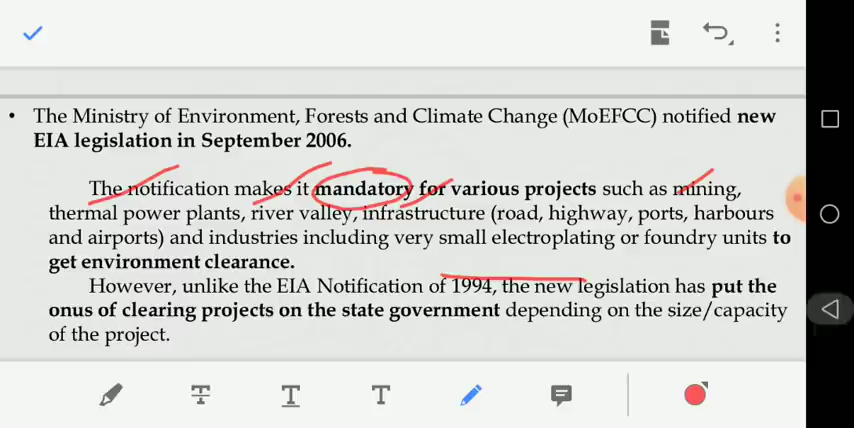 • The Ministry of Environment, Forests and Climate Change (MoEFCC) notified new
EIA legislation in September 2006.
The notification makes it mandatory for various projects such as mining,
thermal power plants, river valley, infrastructure (road, highway, ports, harbours
and airports) and industries including very small electroplating or foundry units to
get environment clearance.
However, unlike the EIA Notification of 1994, the new legislation has put the
onus of clearing projects on the state government depending on the size/capacity
of the project.
T
T
T